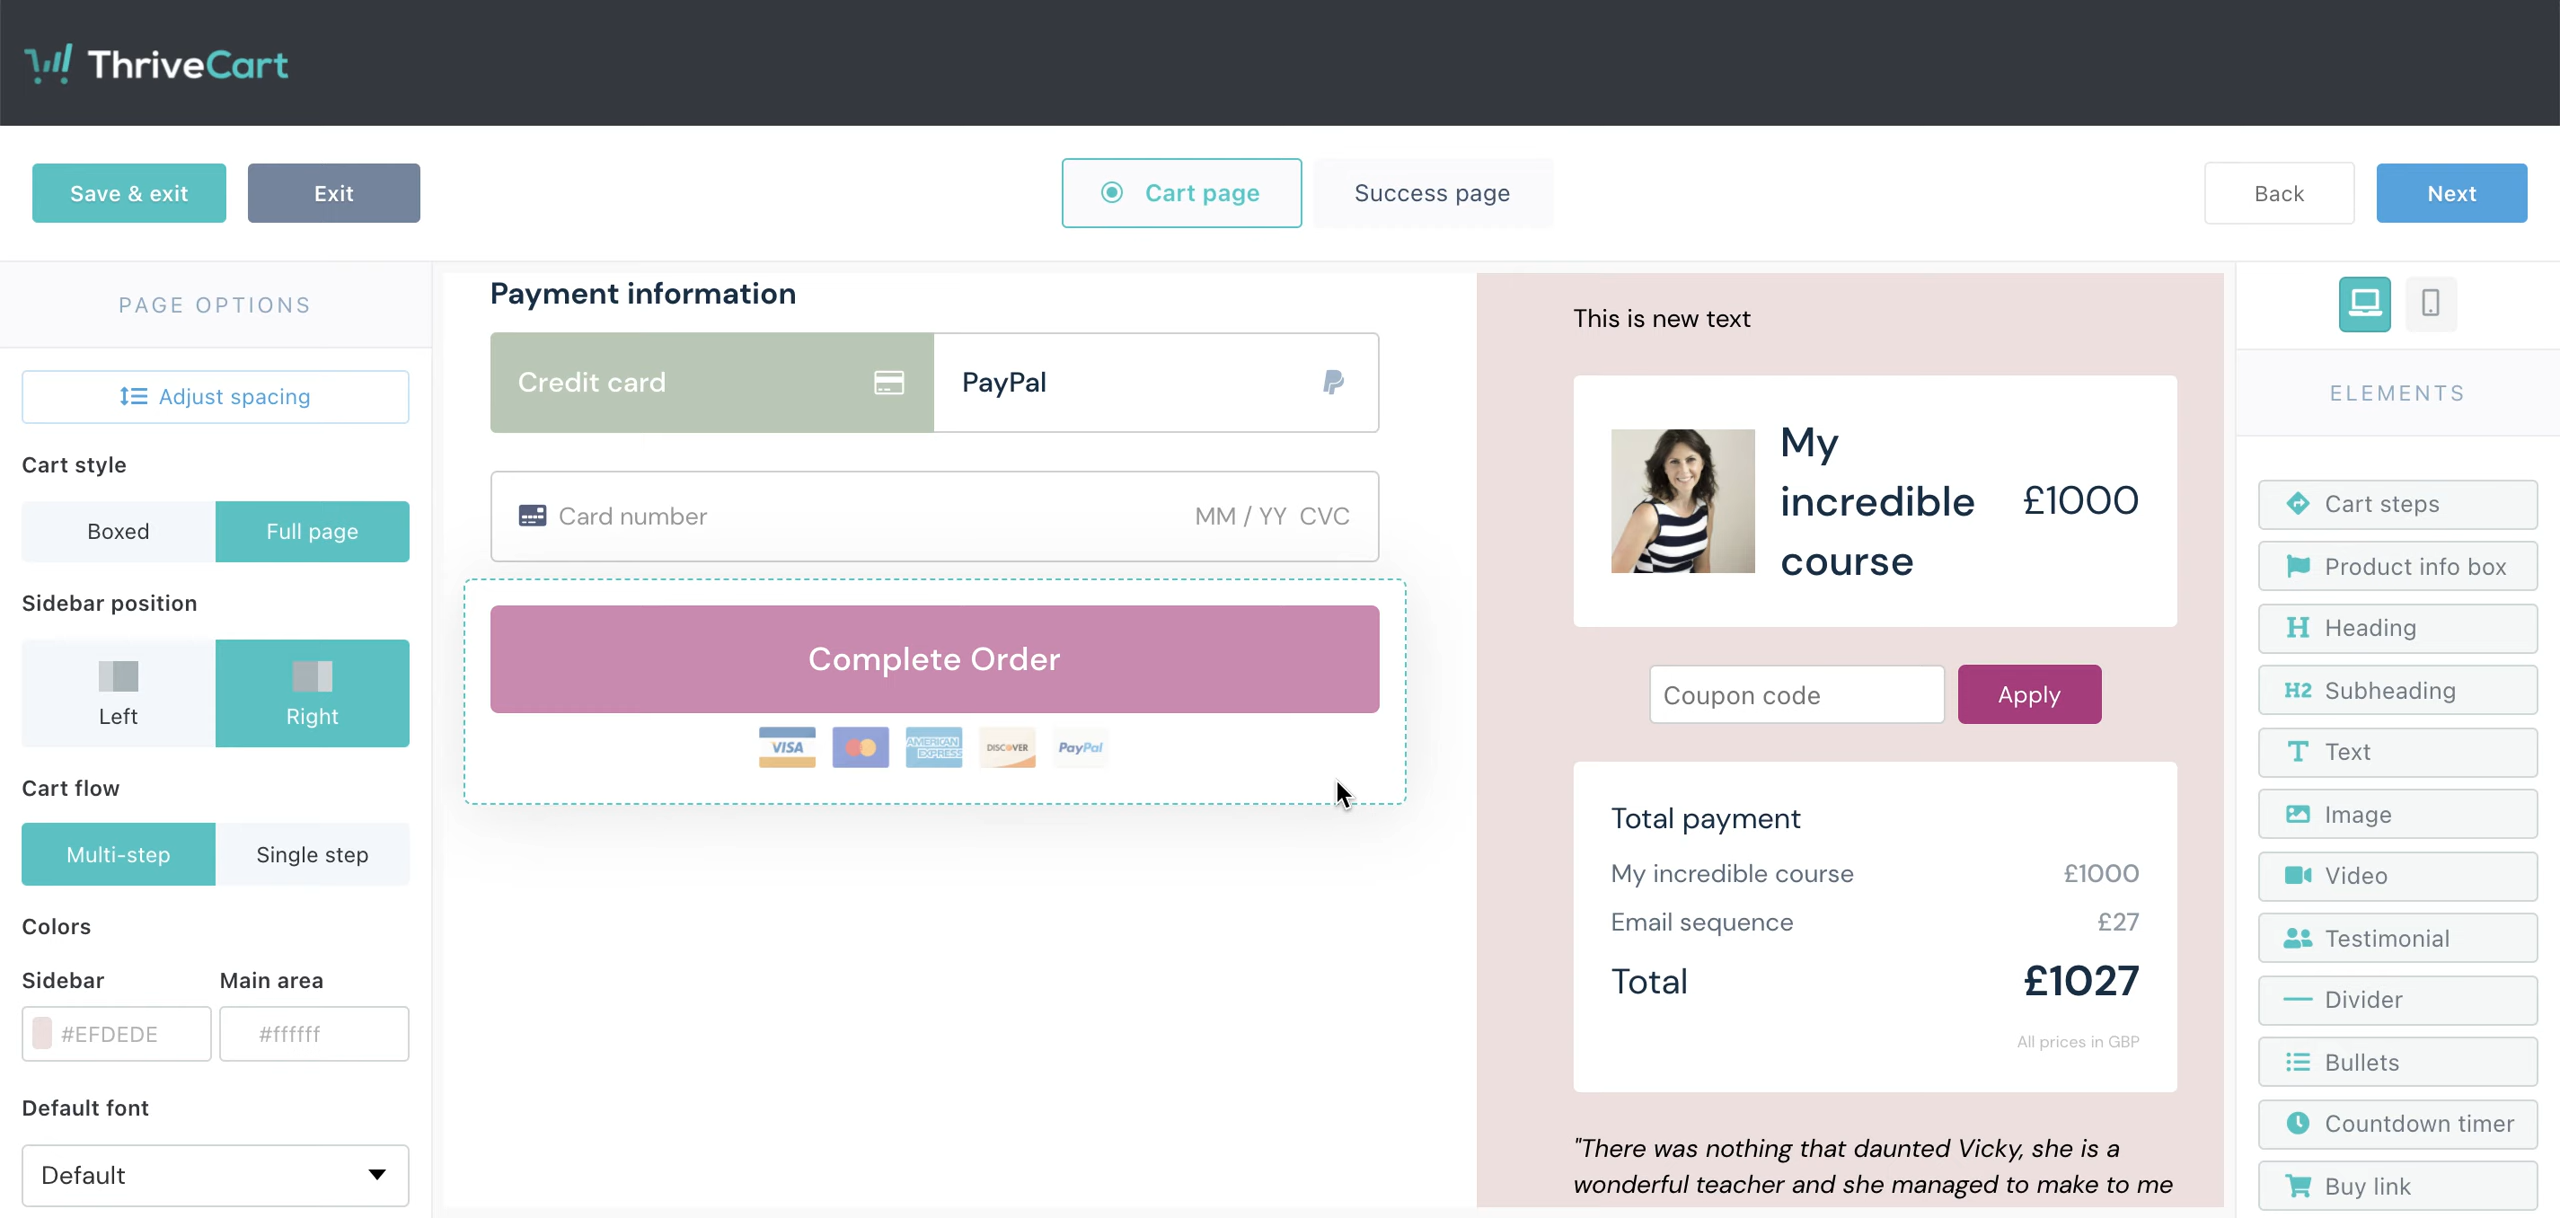 ThriveCart
Save & exit
Exit
Cart page
Success page
Back
Next
PAGE OPTIONS
Adjust spacing
Cart style
Boxed
Full page
Sidebar position
Left
Right
Cart flow
Multi-step
Single step
Colors
Sidebar
Main area
#EFDEDE
#ffffff
Default font
Default
Payment information
Credit card
PayPal
Card number
MM / YY CVC
Complete Order
VISA
AMERICAN EXPRESS
DISCOVER
PayPal
This is new text
My
incredible
course
£1000
Coupon code
Apply
Total payment
My incredible course
£1000
Email sequence
£27
Total
£1027
All prices in GBP
"There was nothing that daunted Vicky, she is a
wonderful teacher and she managed to make to me
ELEMENTS
Cart steps
Product info box
H Heading
H2 Subheading
T Text
Image
Video
Testimonial
Divider
Bullets
Countdown timer
Buy link